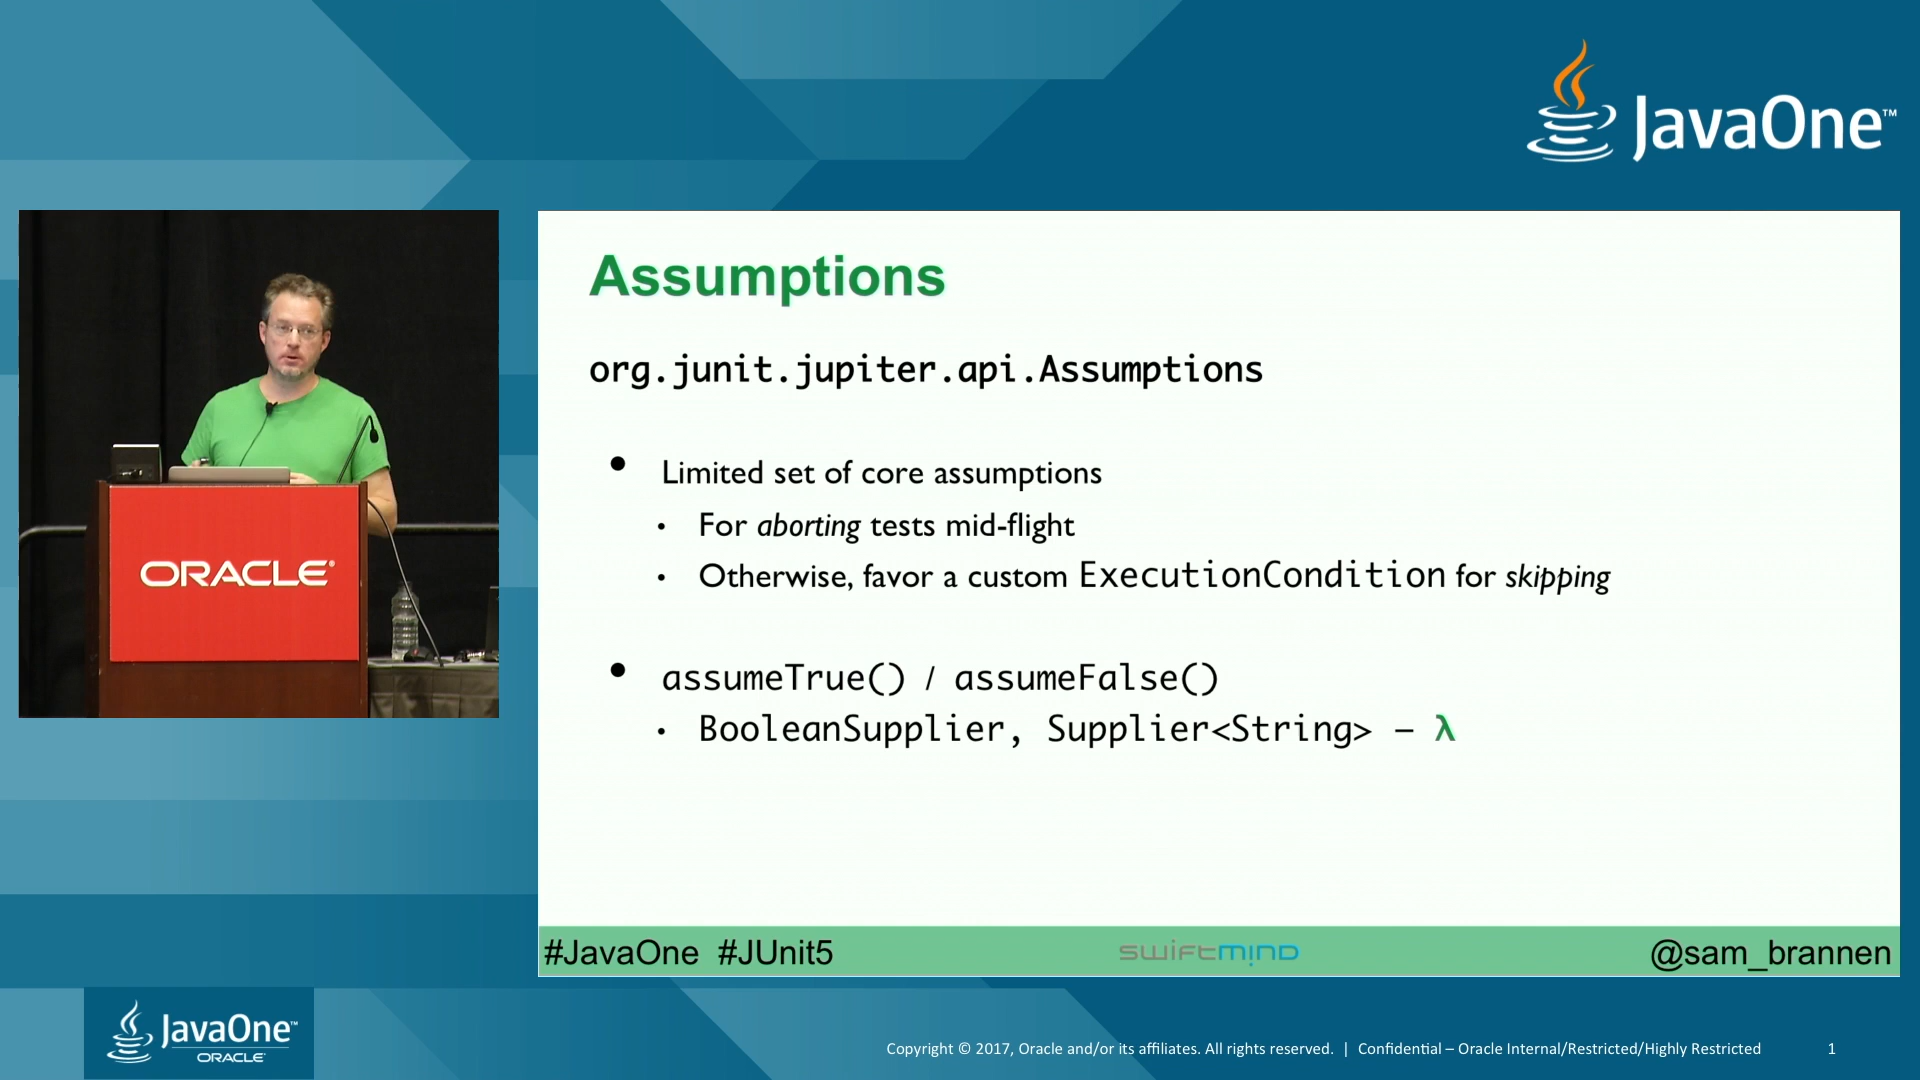 JavaOne™
Assumptions
org.junit.jupiter.api.Assumptions
• Limited set of core assumptions
• For aborting tests mid-flight
• Otherwise, favor a custom ExecutionCondition for skipping
• assumeTrue() / assumeFalse()
• BooleanSupplier, Supplier<String> – λ
ORACLE®
#JavaOne #JUnit5
swiftmind
@sam_brannen
JavaOne™
ORACLE®
Copyright © 2017, Oracle and/or its affiliates. All rights reserved. | Confidential – Oracle Internal/Restricted/Highly Restricted 1